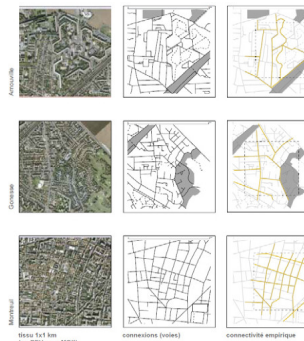 Arnouville
Gonesse
Montreuil
tissu 1x1 km
connexions (voies)
connectivité empirique